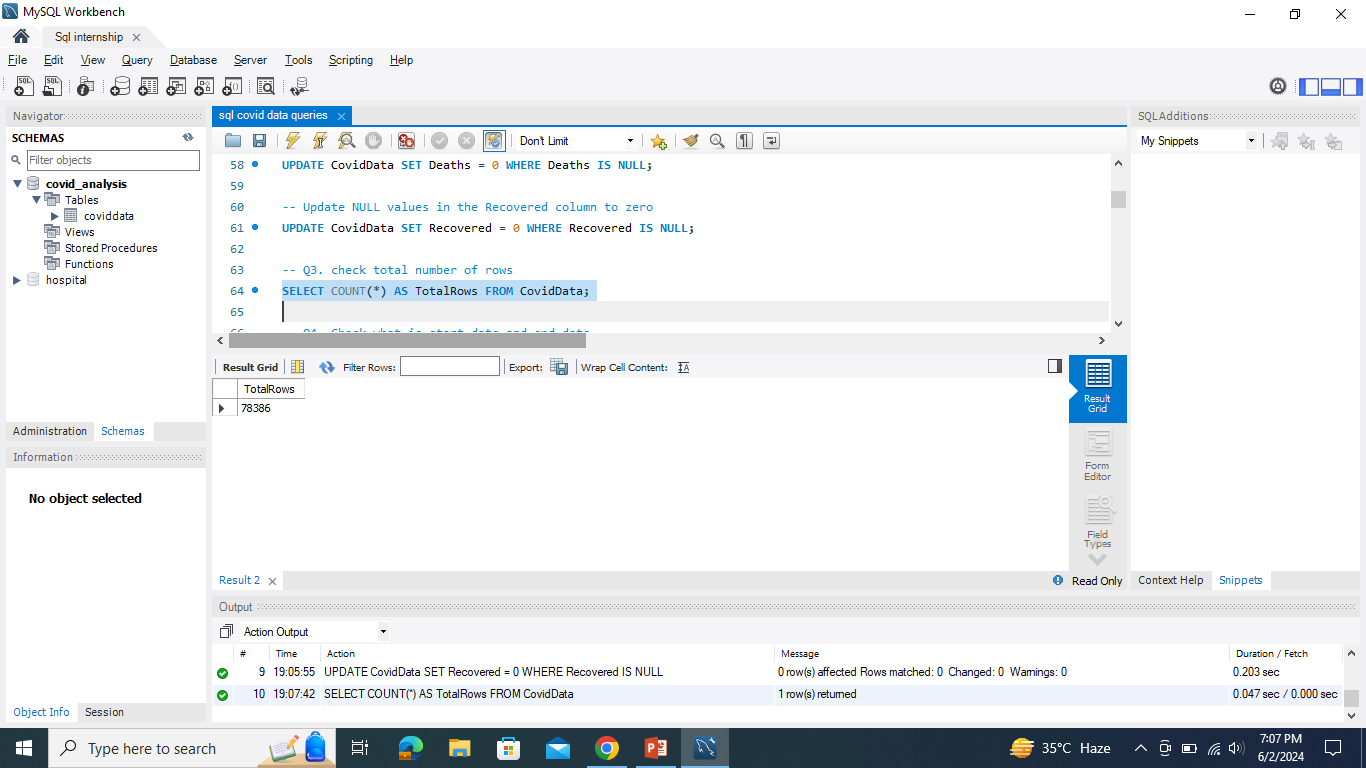 MySQL Workbench
Sql internship
File Edit View Query Database Server Tools Scripting Help
Navigator
SCHEMAS
Filter objects
covid_analysis
Tables
coviddata
Views
Stored Procedures
Functions
hospital
Administration Schemas
Information
No object selected
Object Info Session
sql covid data queries
Don't Limit
58 UPDATE CovidData SET Deaths = 0 WHERE Deaths IS NULL;
59
60 -- Update NULL values in the Recovered column to zero
61 UPDATE CovidData SET Recovered = 0 WHERE Recovered IS NULL;
62
63 -- Q3. check total number of rows
64 SELECT COUNT(*) AS TotalRows FROM CovidData;
65
66 -- Q4. Check what is start_date and end_date
Result Grid Filter Rows: Export: Wrap Cell Content:
TotalRows
78386
Result
Grid
Form
Editor
Field
Types
Result 2
Read Only
SQLAdditions
My Snippets
Context Help Snippets
Output
Action Output
# Time Action Message Duration / Fetch
9 19:05:55 UPDATE CovidData SET Recovered = 0 WHERE Recovered IS NULL 0 row(s) affected Rows matched: 0 Changed: 0 Warnings: 0 0.203 sec
10 19:07:42 SELECT COUNT(*) AS TotalRows FROM CovidData 1 row(s) returned 0.047 sec / 0.000 sec
Type here to search
35°C Haze
7:07 PM
6/2/2024